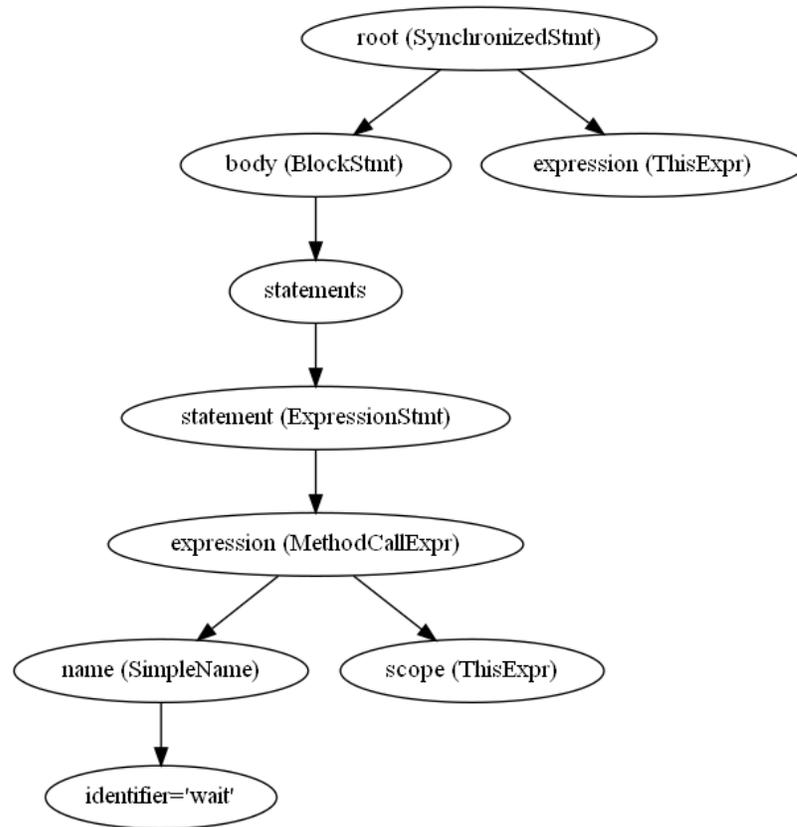 root (SynchronizedStmt)
body (BlockStmt)
expression (ThisExpr)
statements
statement (ExpressionStmt)
expression (MethodCallExpr)
name (SimpleName)
scope (ThisExpr)
identifier='wait'